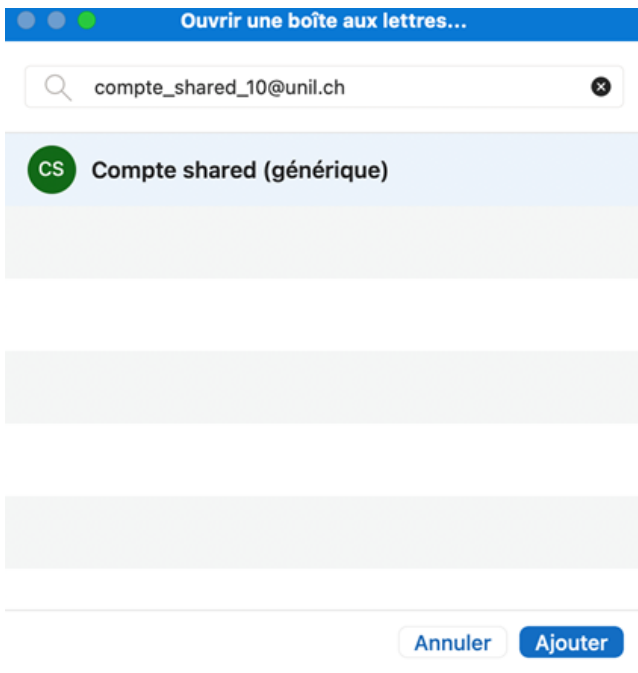 Ouvrir une boîte aux lettres...
compte_shared_10@unil.ch
CS Compte shared (générique)
Annuler Ajouter